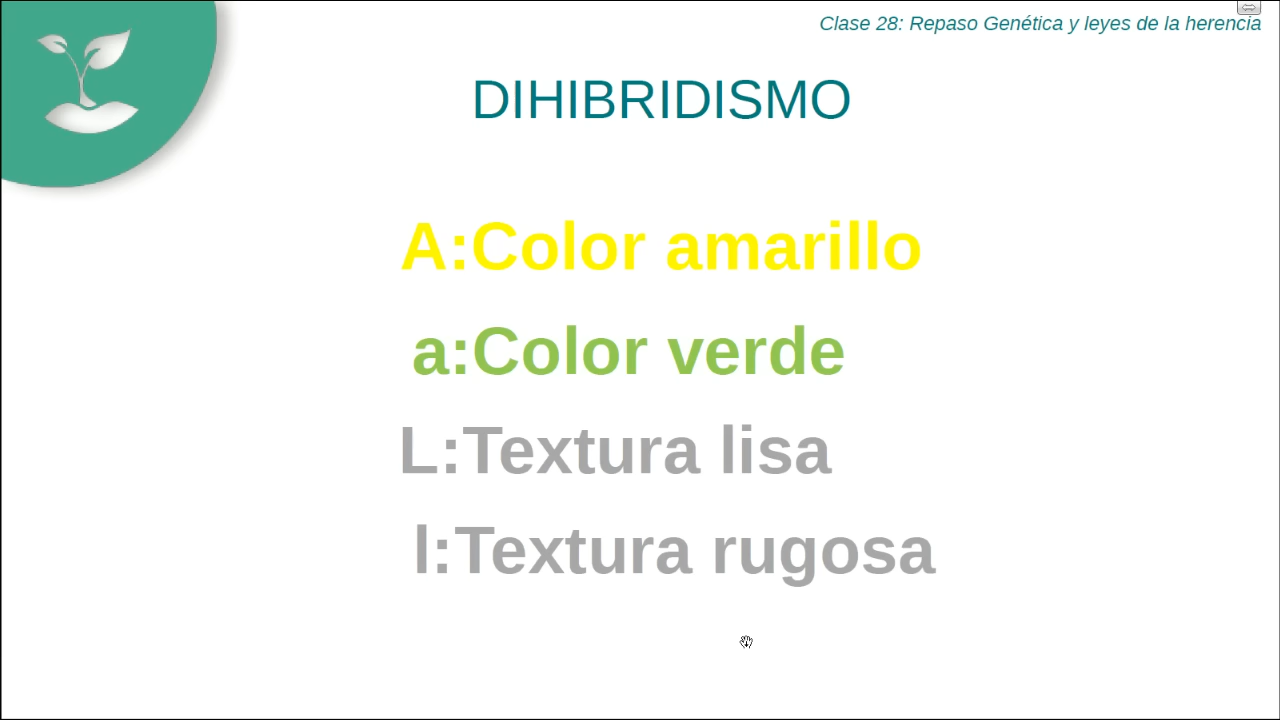 Clase 28: Repaso Genética y leyes de la herencia
DIHIBRIDISMO
A:Color amarillo
a:Color verde
L:Textura lisa
l:Textura rugosa